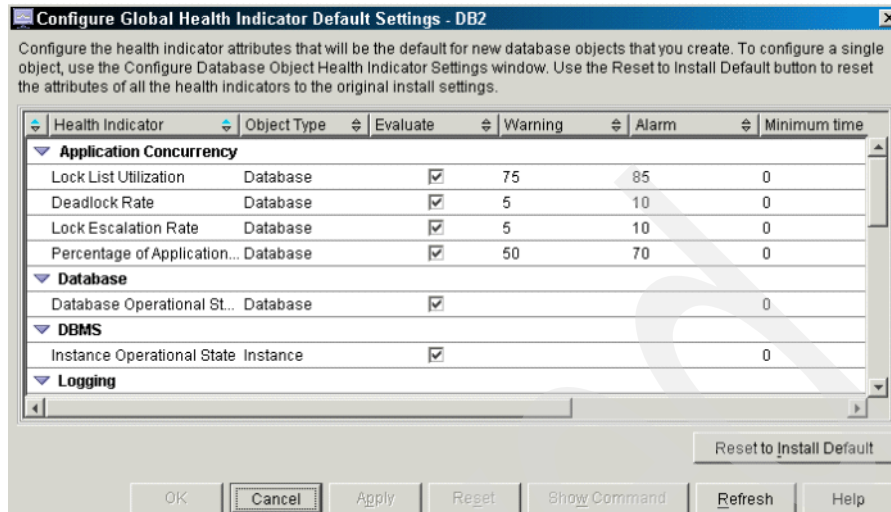 Configure Global Health Indicator Default Settings - DB2
Configure the health indicator attributes that will be the default for new database objects that you create. To configure a single
object, use the Configure Database Object Health Indicator Settings window. Use the Reset to Install Default button to reset
the attributes of all the health indicators to the original install settings.
Health Indicator Object Type Evaluate Warning Alarm Minimum time
Application Concurrency
Lock List Utilization Database 75 85 0
Deadlock Rate Database 5 10 0
Lock Escalation Rate Database 5 10 0
Percentage of Application... Database 50 70 0
Database
Database Operational St... Database 0
DBMS
Instance Operational State Instance 0
Logging
Reset to Install Default
OK Cancel Apply Reset Show Command Refresh Help